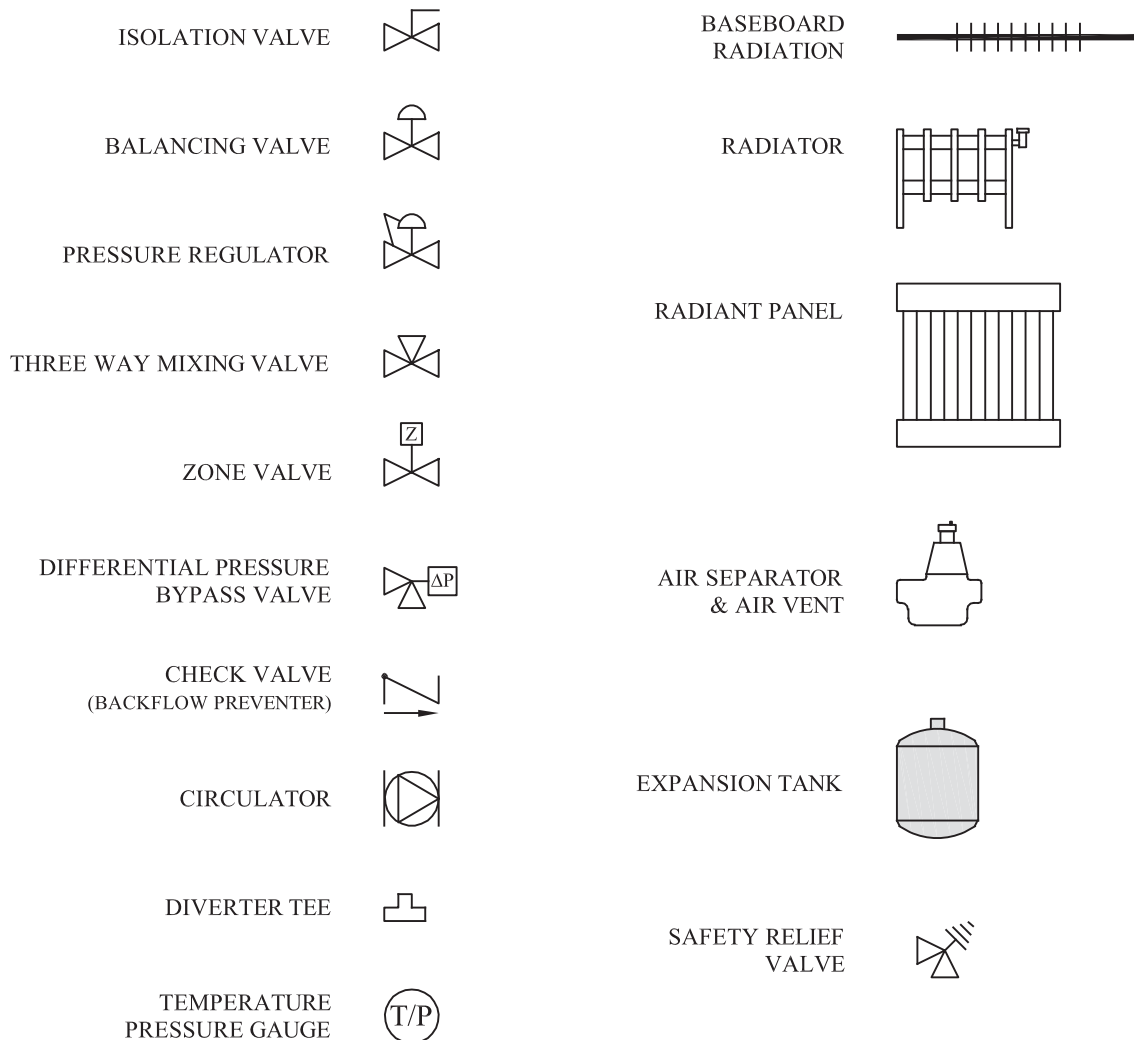 ISOLATION VALVE
BALANCING VALVE
PRESSURE REGULATOR
THREE WAY MIXING VALVE
ZONE VALVE
Z
DIFFERENTIAL PRESSURE
BYPASS VALVE
ΔP
CHECK VALVE
(BACKFLOW PREVENTER)
CIRCULATOR
DIVERTER TEE
TEMPERATURE
PRESSURE GAUGE
T/P
BASEBOARD
RADIATION
RADIATOR
RADIANT PANEL
AIR SEPARATOR
& AIR VENT
EXPANSION TANK
SAFETY RELIEF
VALVE